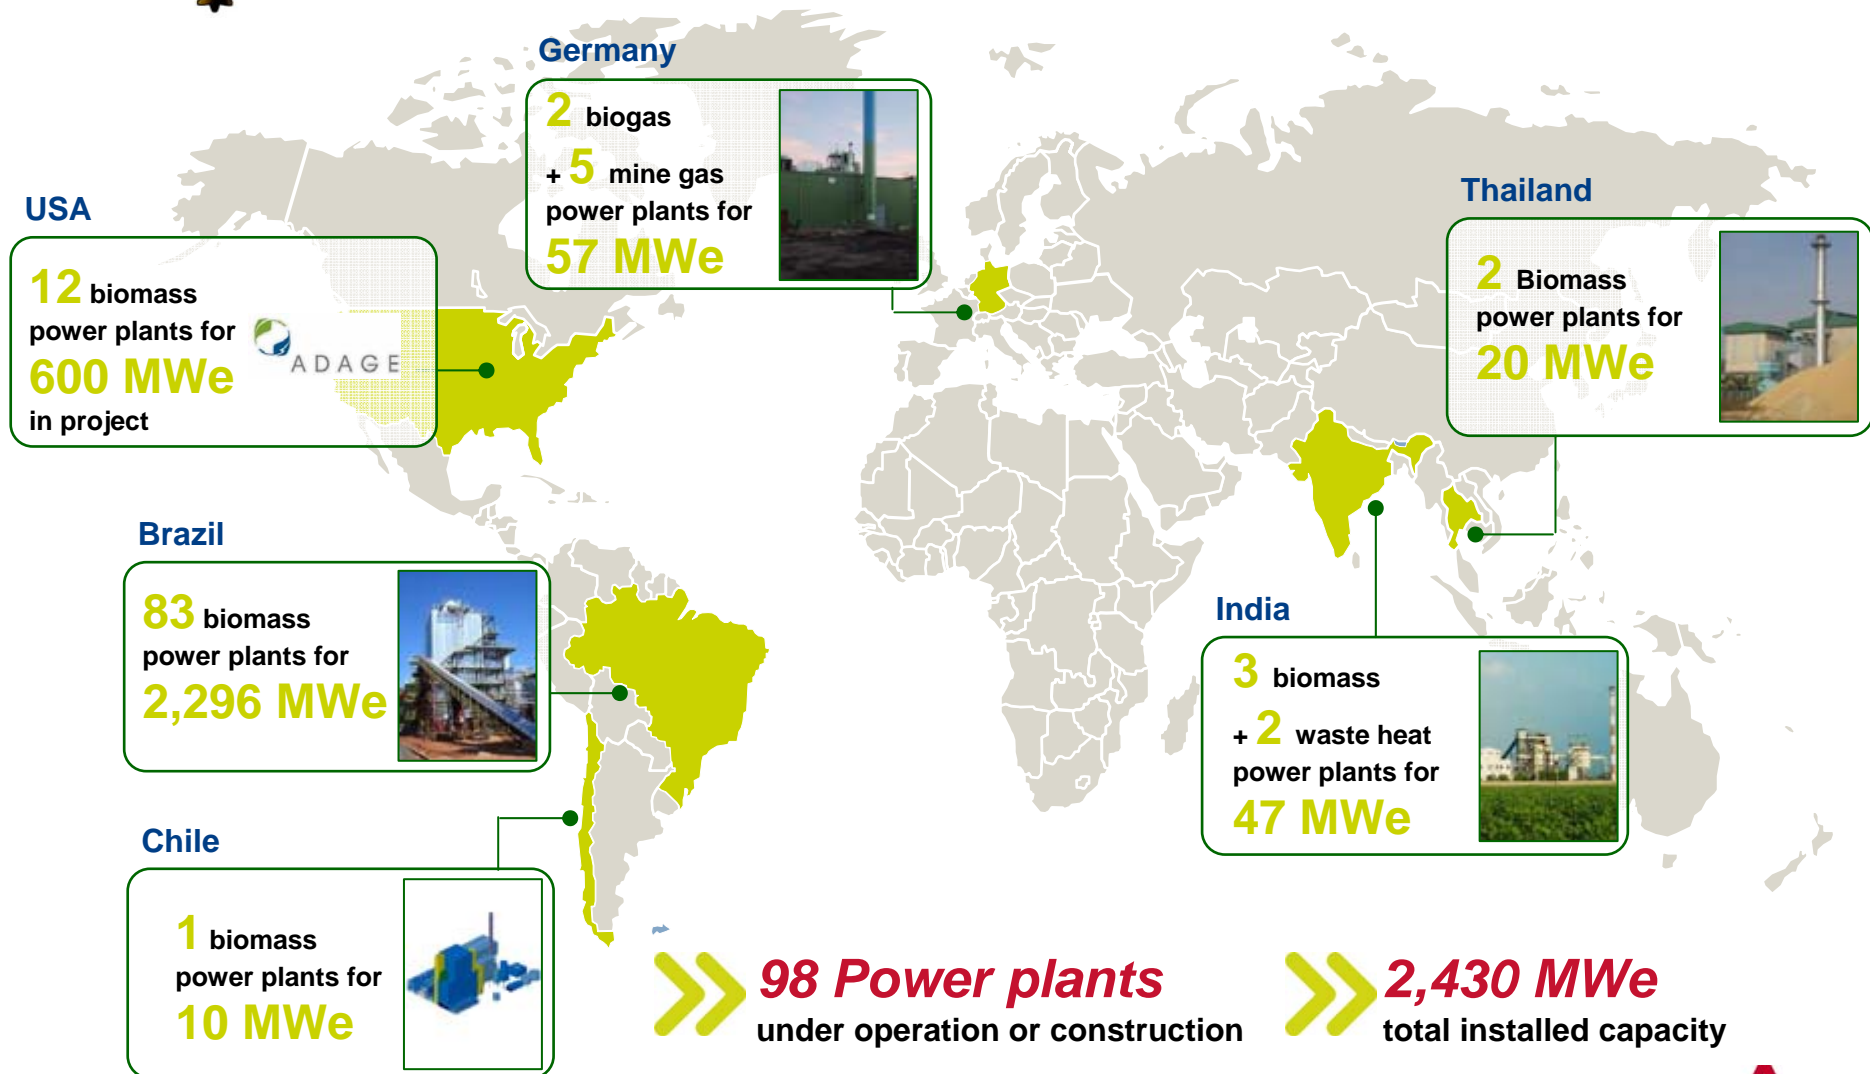 Germany
2 biogas
+ 5 mine gas
power plants for
57 MWe
USA
12 biomass
power plants for
600 MWe
in project
ADAGE
Thailand
2 Biomass
power plants for
20 MWe
Brazil
83 biomass
power plants for
2,296 MWe
India
3 biomass
+ 2 waste heat
power plants for
47 MWe
Chile
1 biomass
power plants for
10 MWe
98 Power plants
under operation or construction
2,430 MWe
total installed capacity